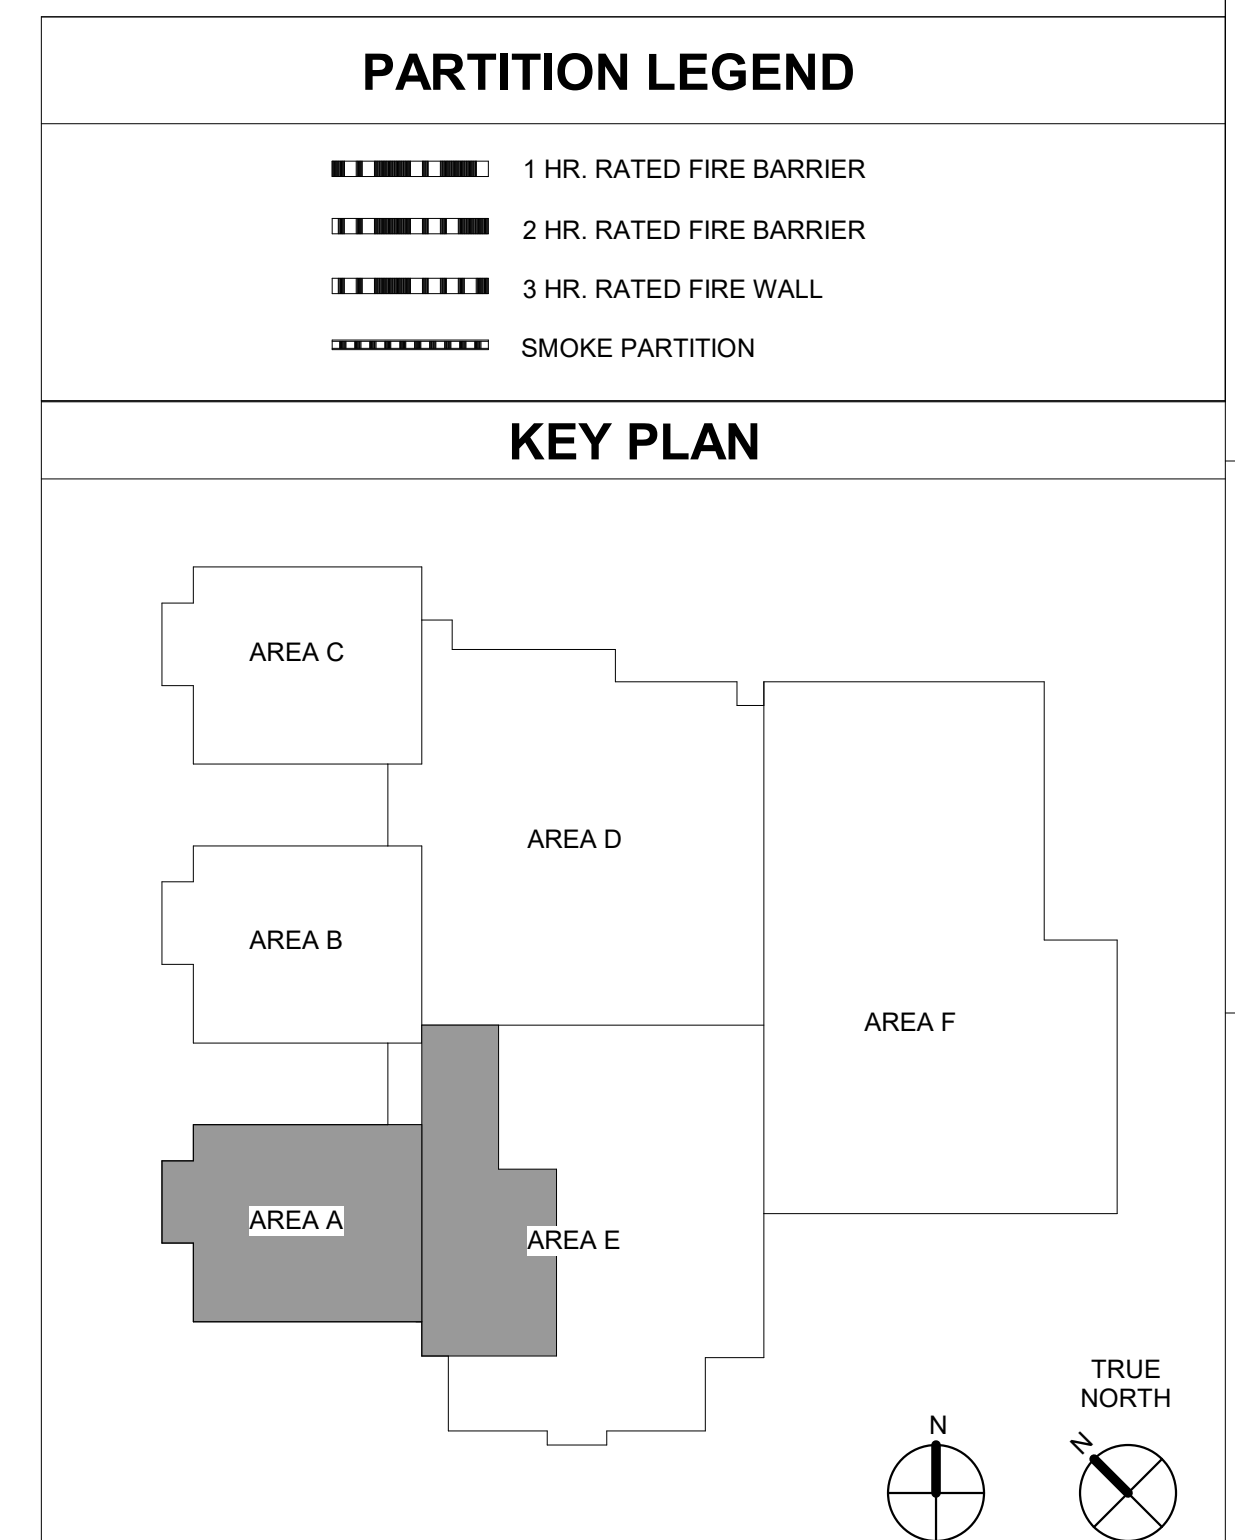 PARTITION LEGEND
1 HR. RATED FIRE BARRIER
2 HR. RATED FIRE BARRIER
3 HR. RATED FIRE WALL
SMOKE PARTITION
KEY PLAN
AREA C
AREA D
AREA B
AREA F
AREA A
AREA E
TRUE
NORTH
N
N